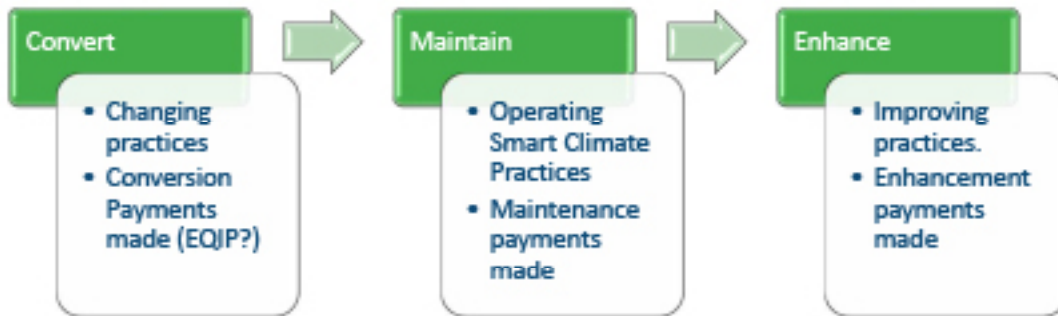 Convert
• Changing
practices
• Conversion
Payments
made (EQIP?)
Maintain
• Operating
Smart Climate
Practices
• Maintenance
payments
made
Enhance
• Improving
practices.
• Enhancement
payments
made